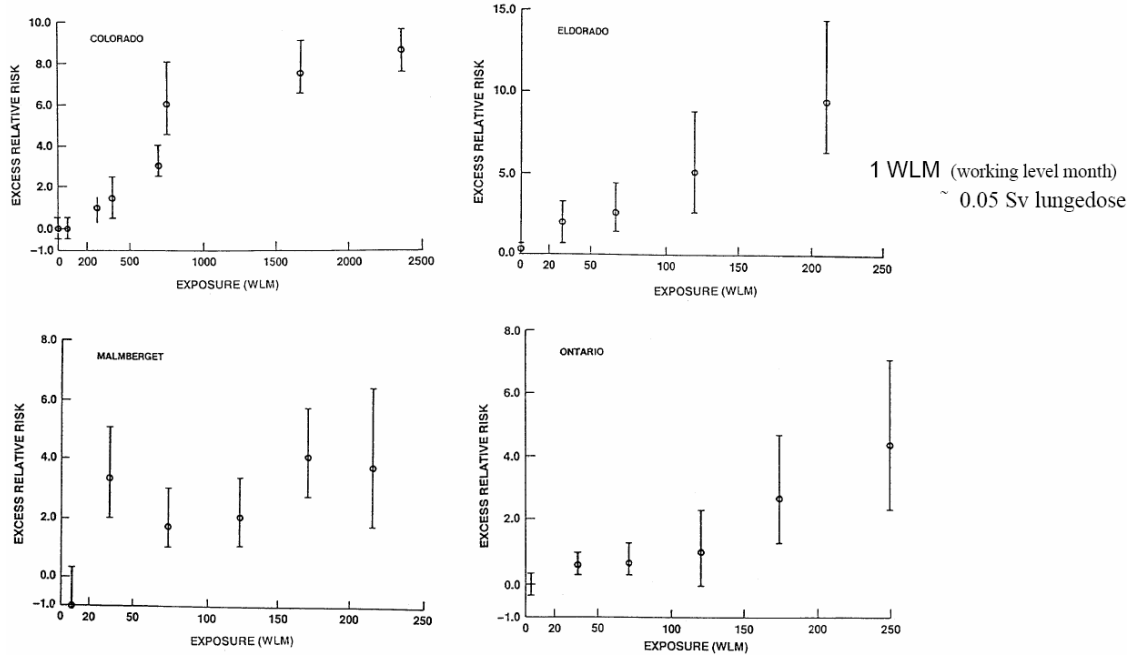 COLORADO
EXCESS RELATIVE RISK
10.0
8.0
6.0
4.0
2.0
0.0
−1.0
0 200 500 1000 1500 2000 2500
EXPOSURE (WLM)
ELDORADO
EXCESS RELATIVE RISK
15.0
10.0
5.0
0.0
0 20 50 100 150 200 250
EXPOSURE (WLM)
1 WLM (working level month)
~ 0.05 Sv lungedose
MALMBERGET
EXCESS RELATIVE RISK
8.0
6.0
4.0
2.0
0.0
−1.0
0 20 50 100 150 200 250
EXPOSURE (WLM)
ONTARIO
EXCESS RELATIVE RISK
8.0
6.0
4.0
2.0
0.0
−1.0
0 20 50 100 150 200 250
EXPOSURE (WLM)